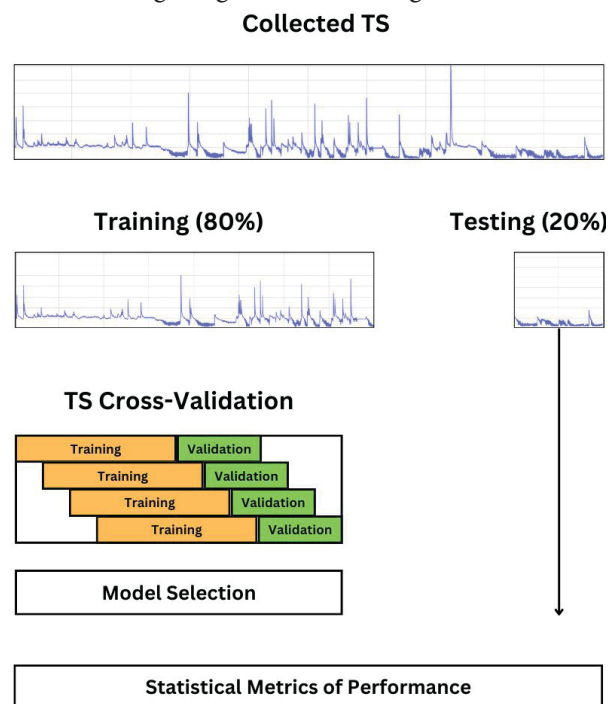 Collected TS
Training (80%)
Testing (20%)
TS Cross-Validation
Training
Validation
Training
Validation
Training
Validation
Training
Validation
Model Selection
Statistical Metrics of Performance